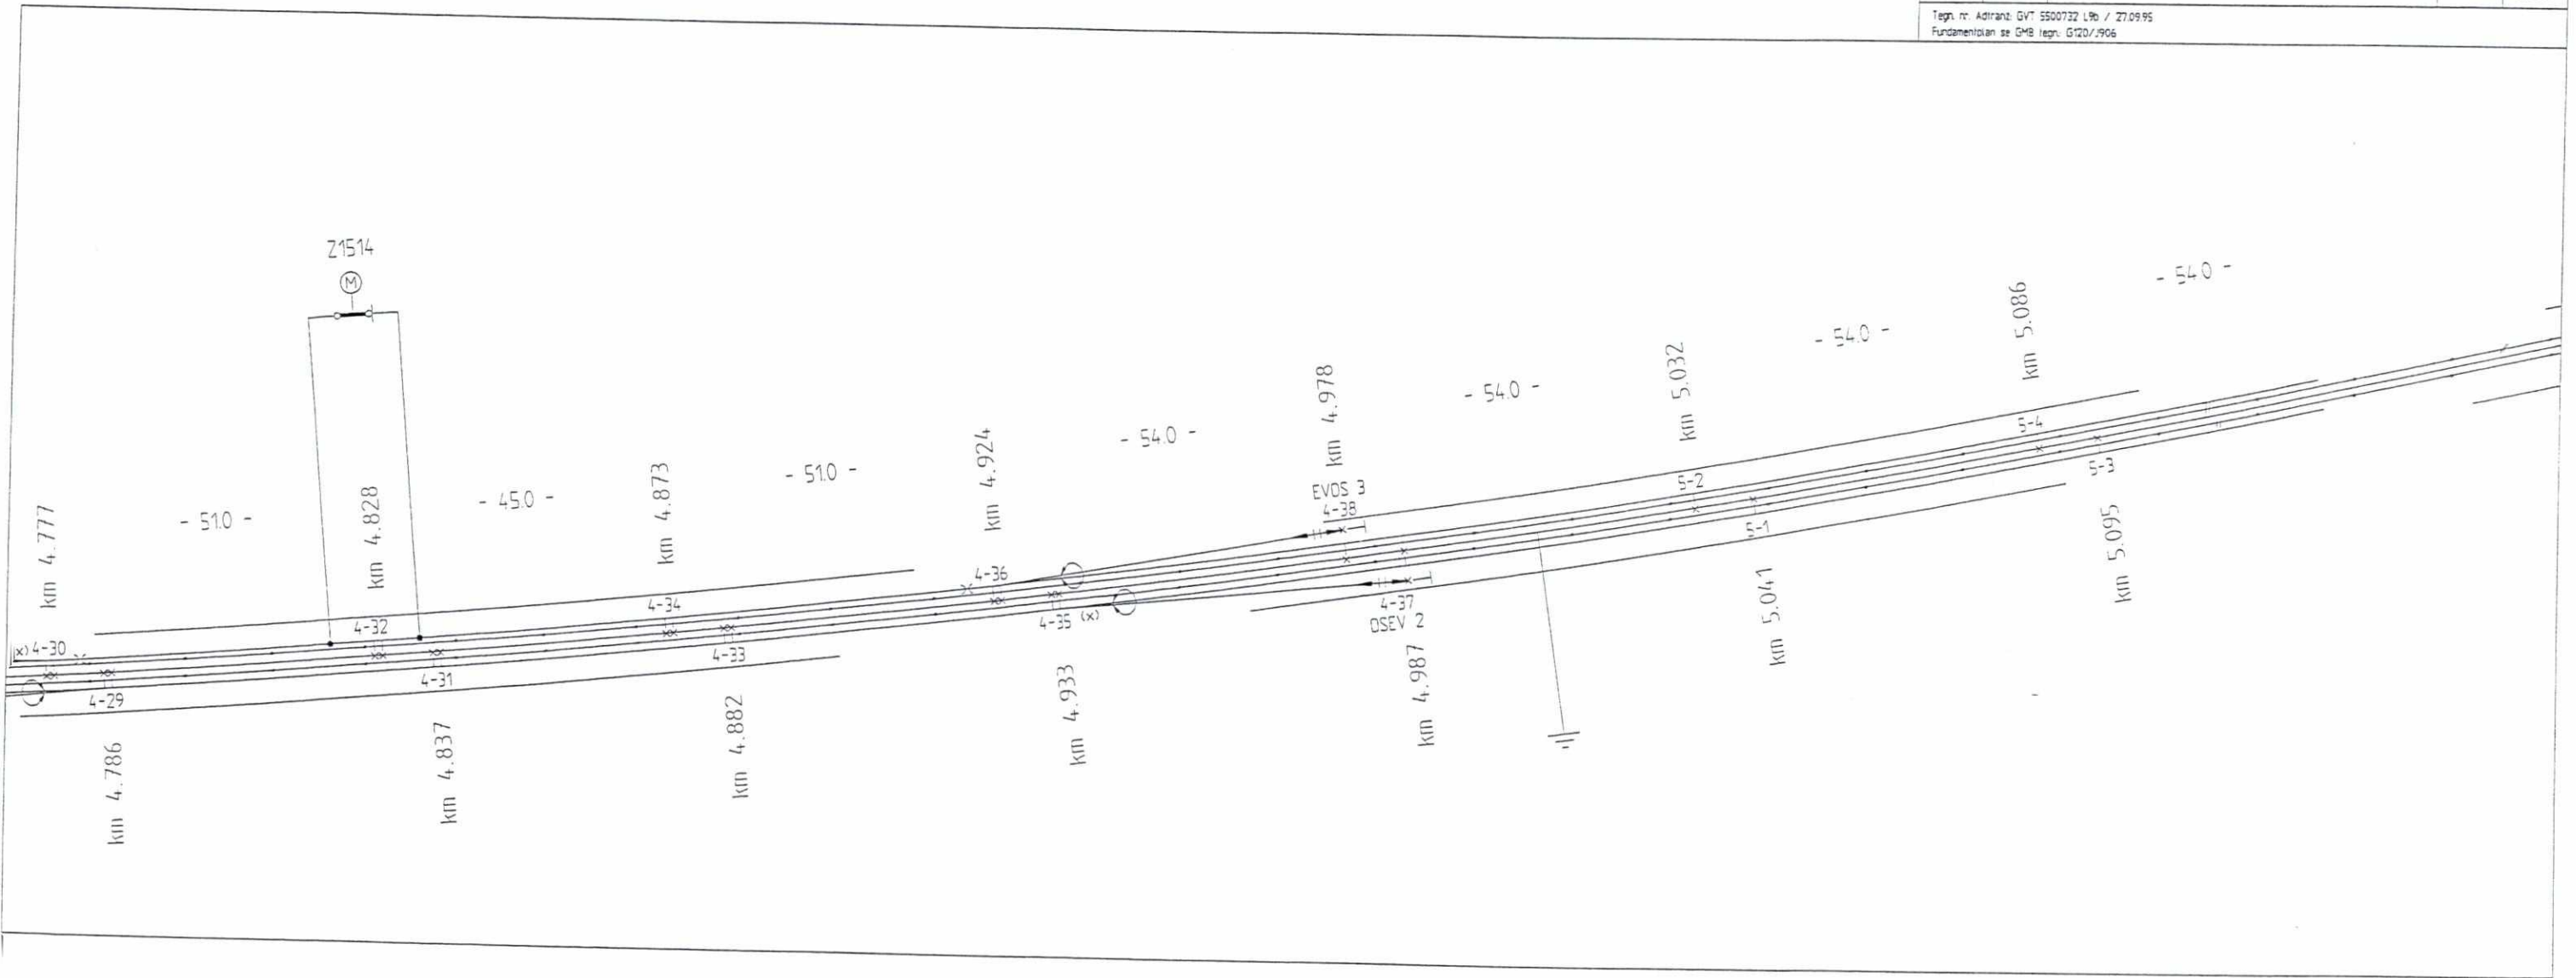 Tegn. nr. Adtranz: GVT 5500732 L9b / 27.09.95
Fundamentplan se GMB tegn.: G120/J906
Z1514
M
km 4.777
- 51.0 -
km 4.828
- 45.0 -
km 4.873
- 51.0 -
km 4.924
- 54.0 -
km 4.978
- 54.0 -
km 5.032
- 54.0 -
km 5.086
- 54.0 -
EVDS 3
4-38
(x) 4-30
4-32
4-34
4-36
5-2
5-4
4-29
4-31
4-33
4-35 (x)
4-37
DSEV 2
5-1
5-3
km 4.786
km 4.837
km 4.882
km 4.933
km 4.987
km 5.041
km 5.095